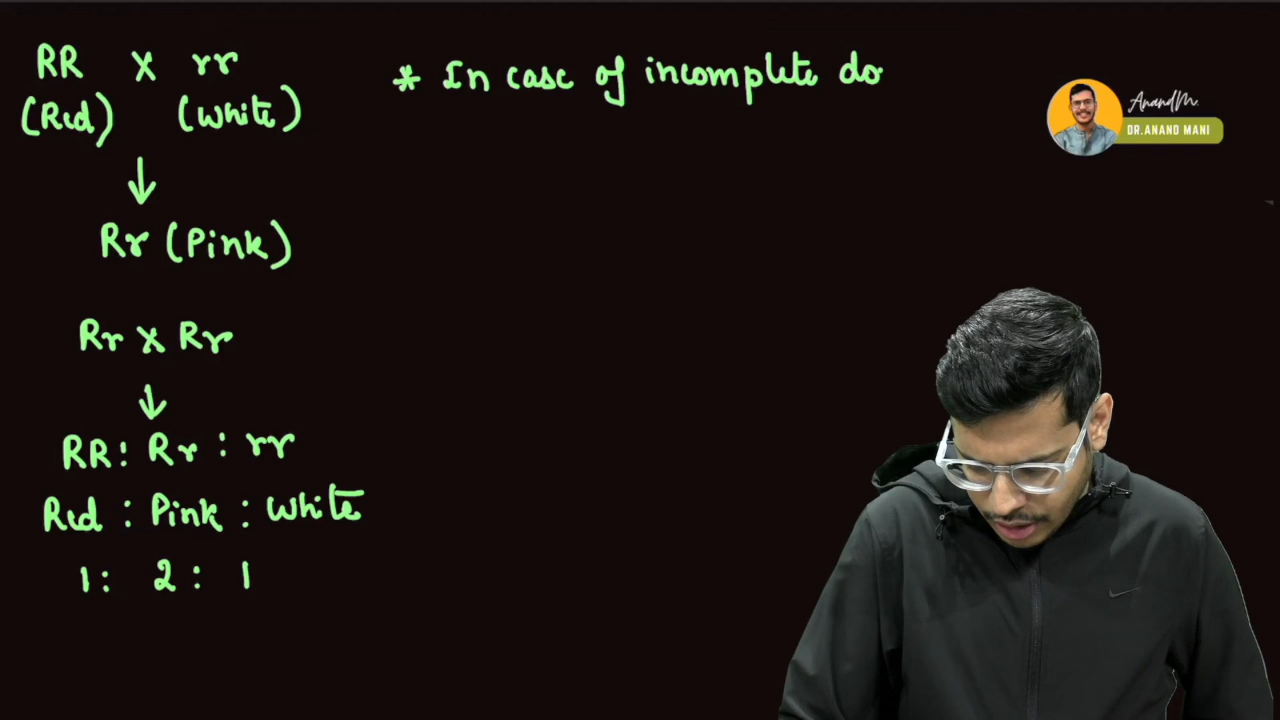 RR X rr
(Red) (White)
↓
Rr (Pink)
Rr X Rr
↓
RR : Rr : rr
Red : Pink : White
1 : 2 : 1
* In case of incomplete do
AnandM.
DR.ANAND MANI